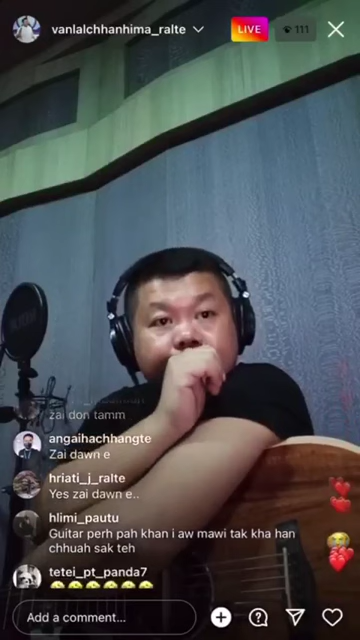 vanlalchhanhima_ralte
LIVE
111
zai don tamm
angaihachhangte
Zai dawn e
hriati_j_ralte
Yes zai dawn e..
hlimi_pautu
Guitar perh pah khan i aw mawi tak kha han
chhuah sak teh
tetei_pt_panda7
Add a comment...